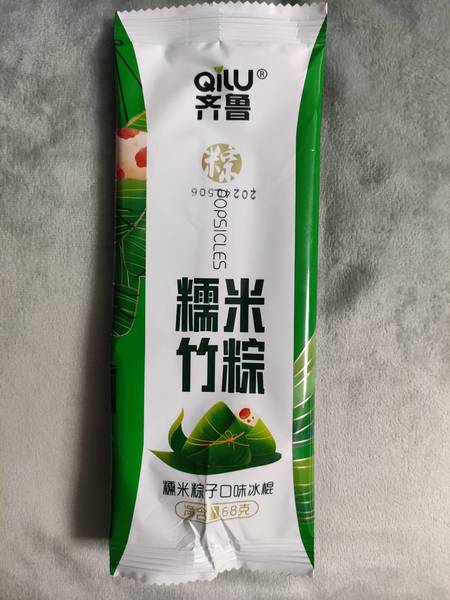 QiLU®
齐鲁
粽
20240506
POPSICLES
糯米
竹粽
糯米粽子口味冰棍
净含量68克